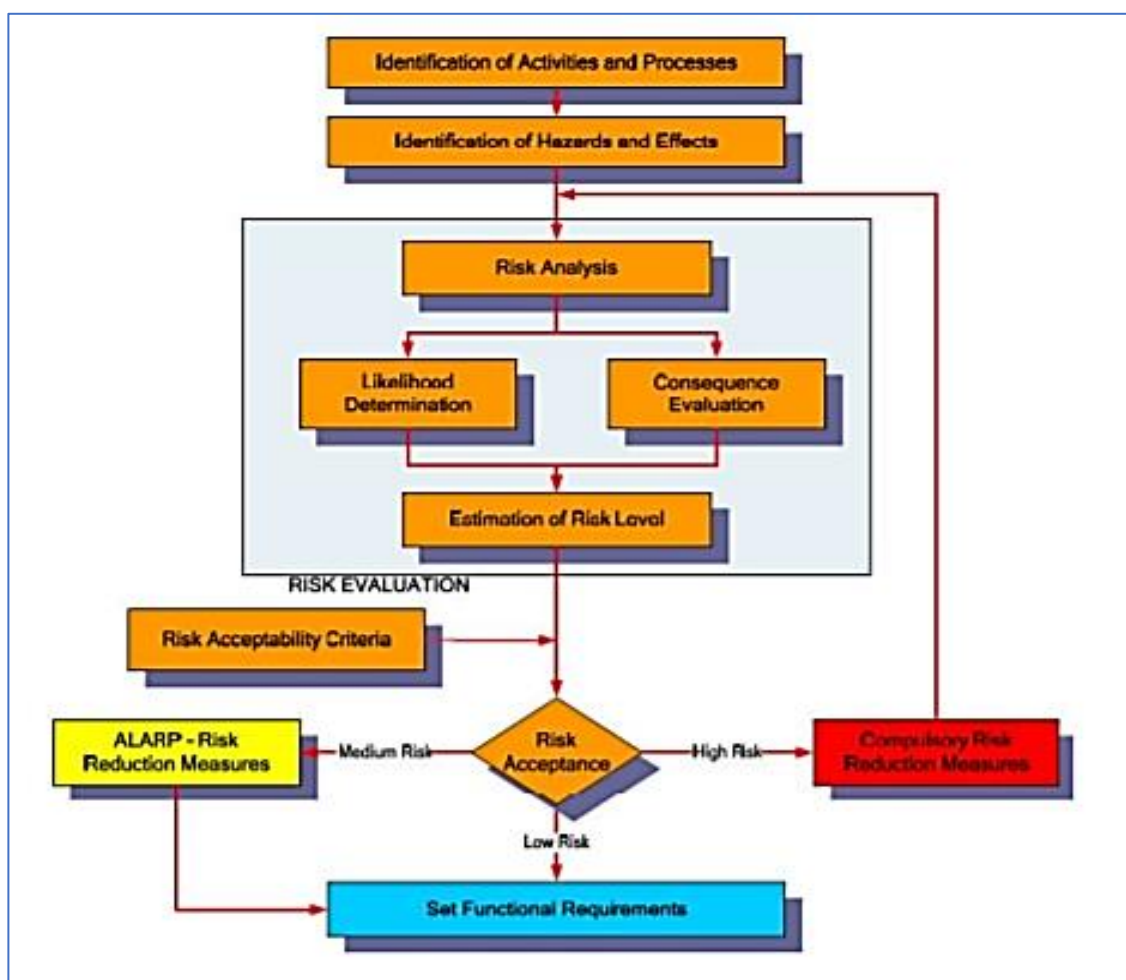 Identification of Activities and Processes
Identification of Hazards and Effects
Risk Analysis
Likelihood
Determination
Consequence
Evaluation
Estimation of Risk Level
RISK EVALUATION
Risk Acceptability Criteria
ALARP - Risk
Reduction Measures
Medium Risk
Risk
Acceptance
High Risk
Compulsory Risk
Reduction Measures
Low Risk
Set Functional Requirements